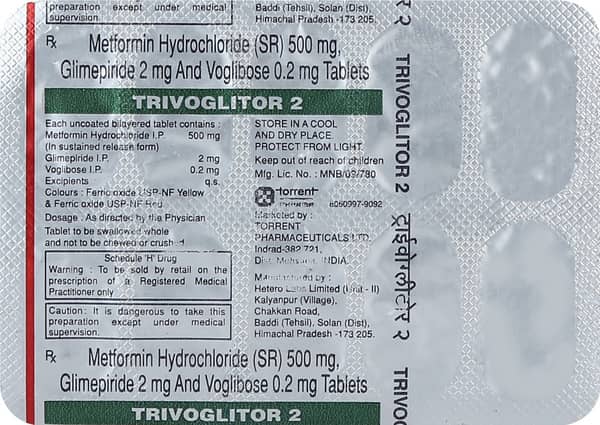 preparation except under medical
supervision.
Baddi (Tehsil), Solan (Dist),
Himachal Pradesh -173 205.
Rx Metformin Hydrochloride (SR) 500 mg,
Glimepiride 2 mg And Voglibose 0.2 mg Tablets
TRIVOGLITOR 2
Each uncoated bilayered tablet contains :
Metformin Hydrochloride I.P. 500 mg
(In sustained release form)
Glimepiride I.P. 2 mg
Voglibose I.P. 0.2 mg
Excipients q.s.
Colours : Ferric oxide USP-NF Yellow
& Ferric oxide USP-NF Red
Dosage : As directed by the Physician
Tablet to be swallowed whole
and not to be chewed or crushed
Schedule 'H' Drug
Warning : To be sold by retail on the
prescription of a Registered Medical
Practitioner only
Caution: It is dangerous to take this
preparation except under medical
supervision.
STORE IN A COOL
AND DRY PLACE.
PROTECT FROM LIGHT.
Keep out of reach of children
Mfg. Lic. No. : MNB/09/780
torrent
8050997-9092
Marketed by :
TORRENT
PHARMACEUTICALS LTD.
Indrad-382 721,
Dist. Mehsana, INDIA.
Manufactured by :
Hetero Labs Limited (Unit - II)
Kalyanpur (Village),
Chakkan Road,
Baddi (Tehsil), Solan (Dist),
Himachal Pradesh -173 205.
Rx Metformin Hydrochloride (SR) 500 mg,
Glimepiride 2 mg And Voglibose 0.2 mg Tablets
TRIVOGLITOR 2
र २
TRIVOGLITOR 2
ट्राईवोग्लीटोर २
TRIVOG